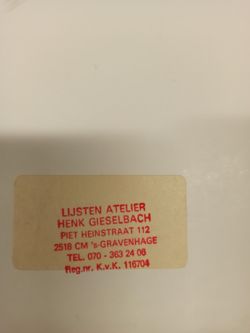 LIJSTEN ATELIER
HENK GIESELBACH
PIET HEINSTRAAT 112
2518 CM 's-GRAVENHAGE
TEL. 070 - 363 24 06
Reg.nr. K.v.K. 116704